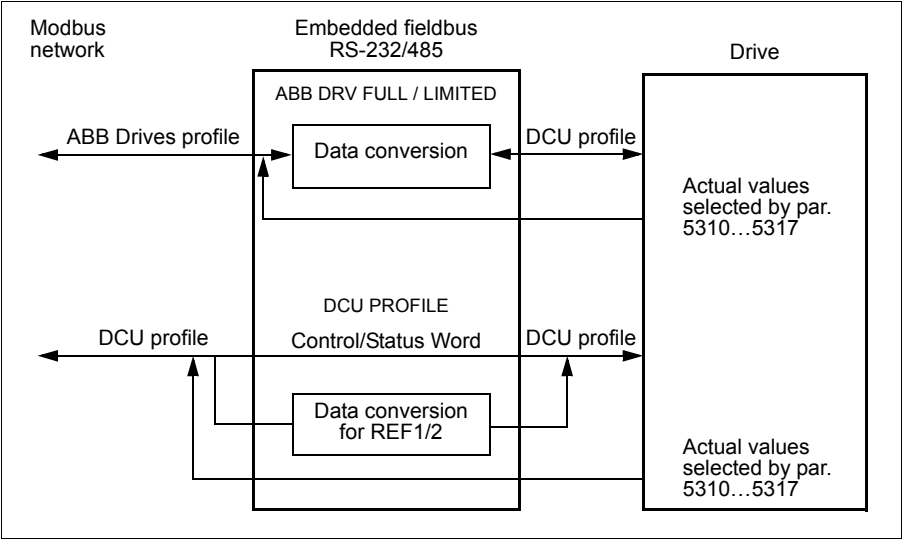 Modbus
network
Embedded fieldbus
RS-232/485
Drive
ABB DRV FULL / LIMITED
ABB Drives profile
Data conversion
DCU profile
Actual values
selected by par.
5310…5317
DCU PROFILE
DCU profile
Control/Status Word
DCU profile
Data conversion
for REF1/2
Actual values
selected by par.
5310…5317